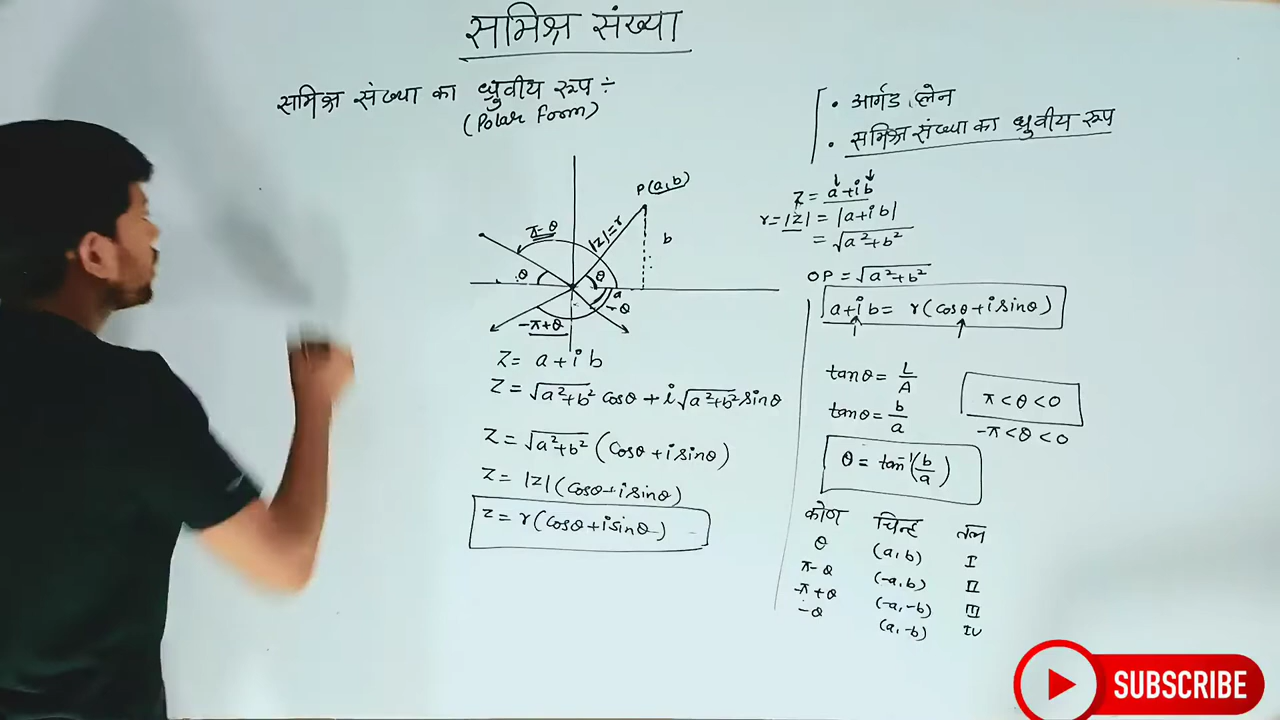 समिश्र संख्या
समिश्र संख्या का ध्रुवीय रूप ÷
(Polar Form)
P(a,b)
|z|=r
b
π-θ
θ
θ
a
-θ
-π+θ
Z = a+ib
Z = √a²+b² cosθ + i√a²+b² sinθ
Z = √a²+b² (cosθ+isinθ)
Z = |Z| (cosθ+isinθ)
z = r(cosθ+isinθ)
• आर्गंड प्लेन
• समिश्र संख्या का ध्रुवीय रूप
Z = a+ib
r=|Z| = |a+ib|
= √a²+b²
OP = √a²+b²
a+ib = r(cosθ+isinθ)
tanθ = L/A
tanθ = b/a
π<θ<0
-π<θ<0
θ = tan⁻¹(b/a)
कोण चिन्ह तल
θ (a,b) I
π-θ (-a,b) II
-π+θ (-a,-b) III
-θ (a,-b) IV
SUBSCRIBE